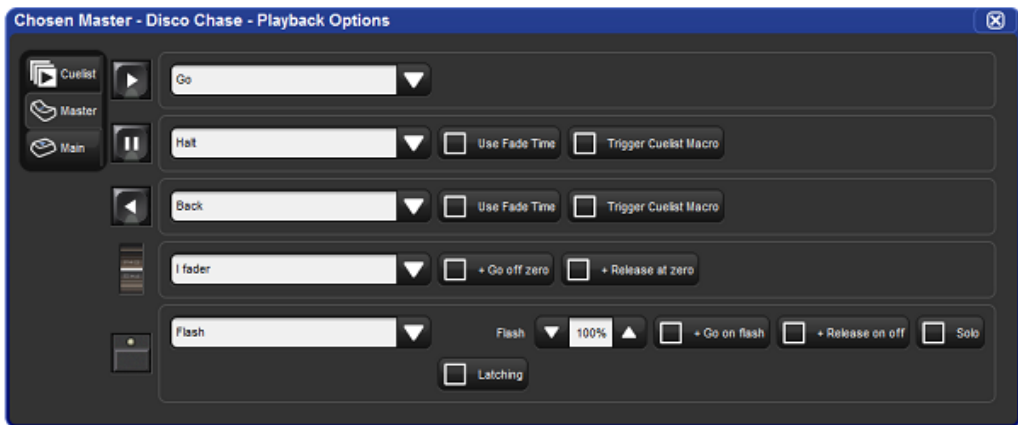 Chosen Master - Disco Chase - Playback Options
Cuelist
Master
Main
Go
Halt Use Fade Time Trigger Cuelist Macro
Back Use Fade Time Trigger Cuelist Macro
I fader + Go off zero + Release at zero
Flash Flash 100% + Go on flash + Release on off Solo
Latching